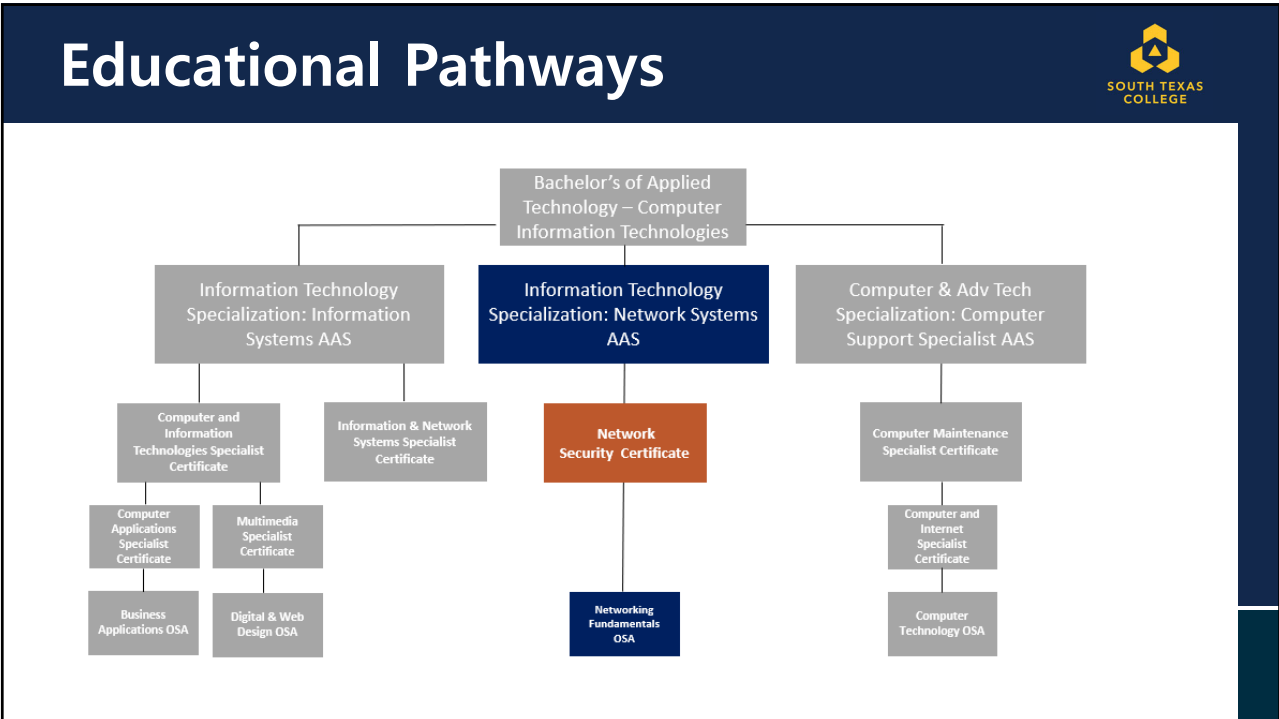 Educational Pathways
SOUTH TEXAS
COLLEGE
Bachelor's of Applied
Technology – Computer
Information Technologies
Information Technology
Specialization: Information
Systems AAS
Information Technology
Specialization: Network Systems
AAS
Computer & Adv Tech
Specialization: Computer
Support Specialist AAS
Computer and
Information
Technologies Specialist
Certificate
Information & Network
Systems Specialist
Certificate
Network
Security Certificate
Computer Maintenance
Specialist Certificate
Computer
Applications
Specialist
Certificate
Multimedia
Specialist
Certificate
Computer and
Internet
Specialist
Certificate
Business
Applications OSA
Digital & Web
Design OSA
Networking
Fundamentals
OSA
Computer
Technology OSA